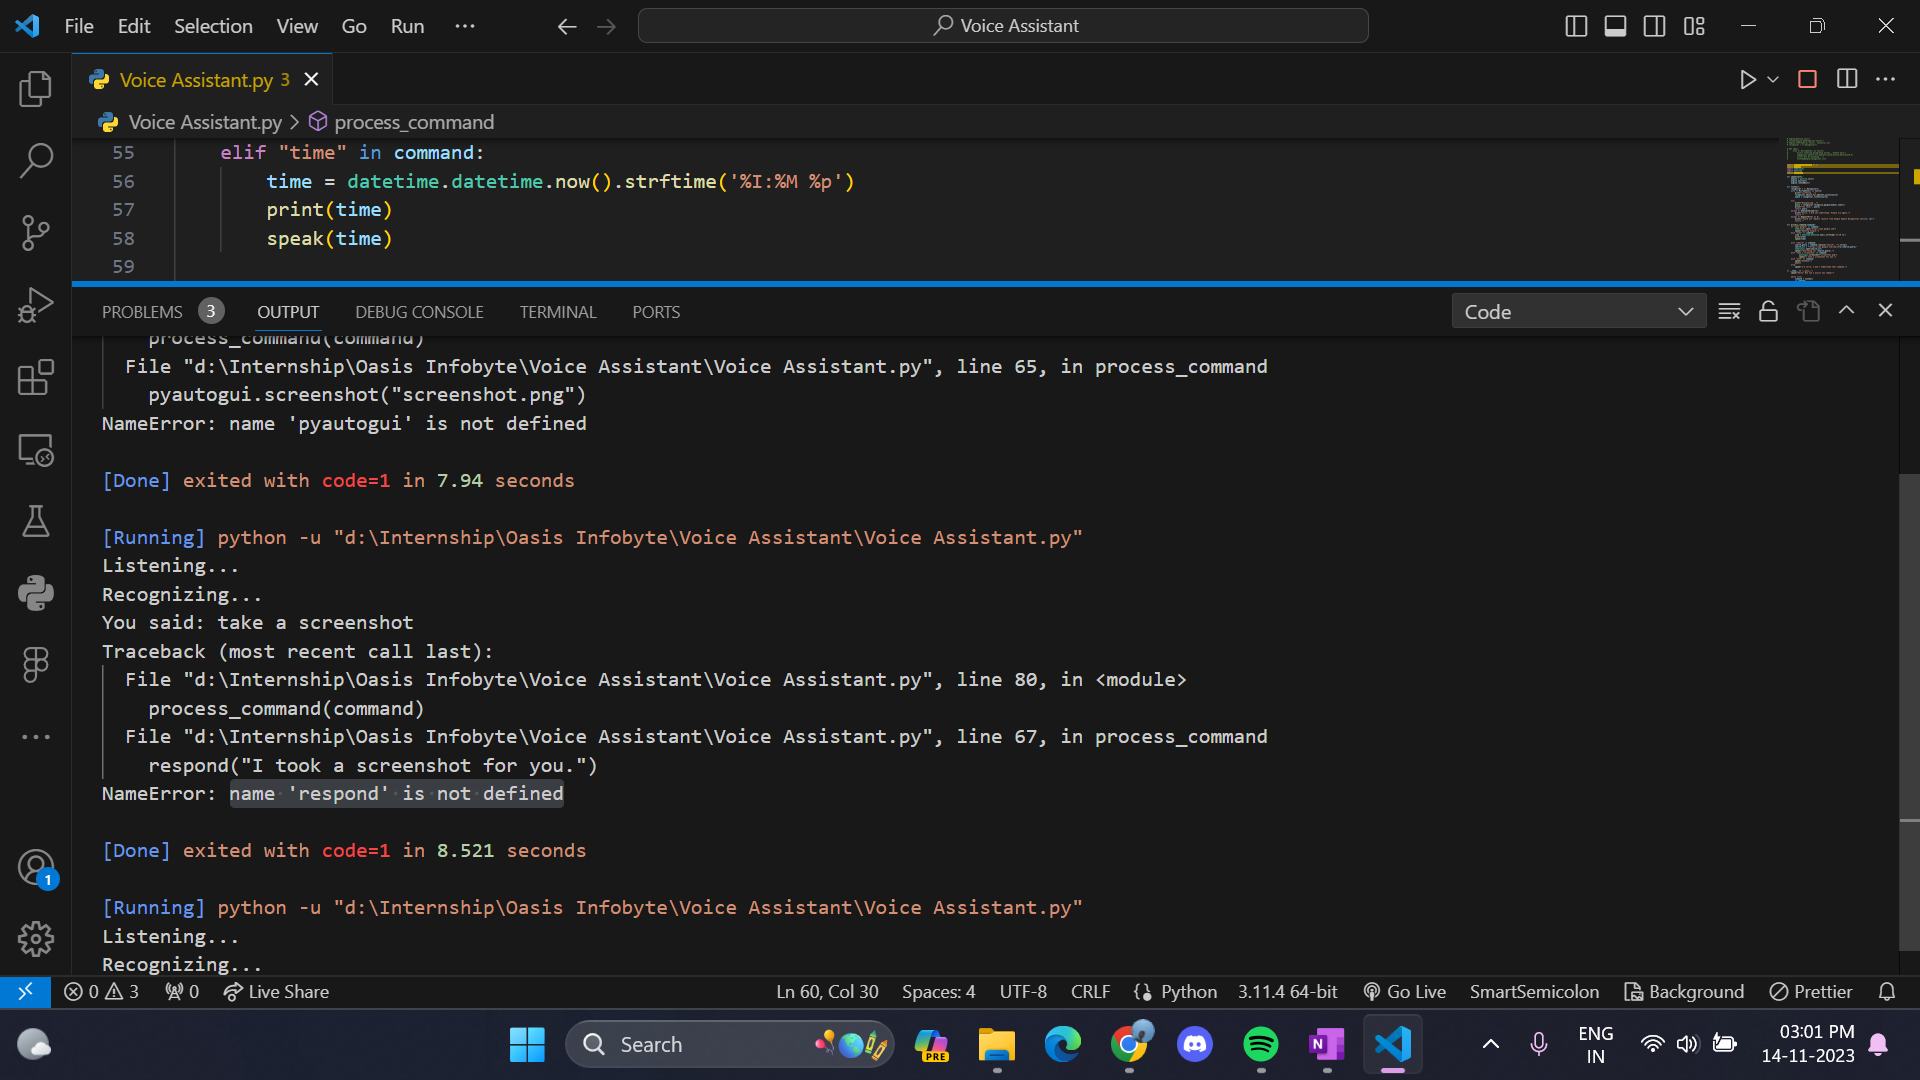 File Edit Selection View Go Run ...
Voice Assistant
Voice Assistant.py 3
Voice Assistant.py > process_command
55 elif "time" in command:
56 time = datetime.datetime.now().strftime('%I:%M %p')
57 print(time)
58 speak(time)
59
PROBLEMS 3 OUTPUT DEBUG CONSOLE TERMINAL PORTS
Code
process_command(command)
File "d:\Internship\Oasis Infobyte\Voice Assistant\Voice Assistant.py", line 65, in process_command
pyautogui.screenshot("screenshot.png")
NameError: name 'pyautogui' is not defined
[Done] exited with code=1 in 7.94 seconds
[Running] python -u "d:\Internship\Oasis Infobyte\Voice Assistant\Voice Assistant.py"
Listening...
Recognizing...
You said: take a screenshot
Traceback (most recent call last):
File "d:\Internship\Oasis Infobyte\Voice Assistant\Voice Assistant.py", line 80, in <module>
process_command(command)
File "d:\Internship\Oasis Infobyte\Voice Assistant\Voice Assistant.py", line 67, in process_command
respond("I took a screenshot for you.")
NameError: name 'respond' is not defined
[Done] exited with code=1 in 8.521 seconds
[Running] python -u "d:\Internship\Oasis Infobyte\Voice Assistant\Voice Assistant.py"
Listening...
Recognizing...
1
0 3 0 Live Share
Ln 60, Col 30 Spaces: 4 UTF-8 CRLF Python 3.11.4 64-bit Go Live SmartSemicolon Background Prettier
Search
PRE
ENG
IN
03:01 PM
14-11-2023